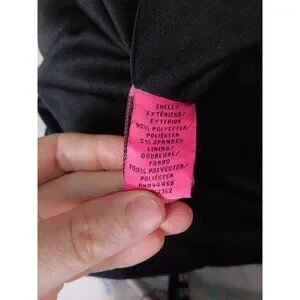 SHELL/
EXTÉRIEUR/
EXTERIOR
95% POLYESTER/
POLIÉSTER
5% SPANDEX
LINING/
DOUBLURE/
FORRO
100% POLYESTER/
POLIÉSTER